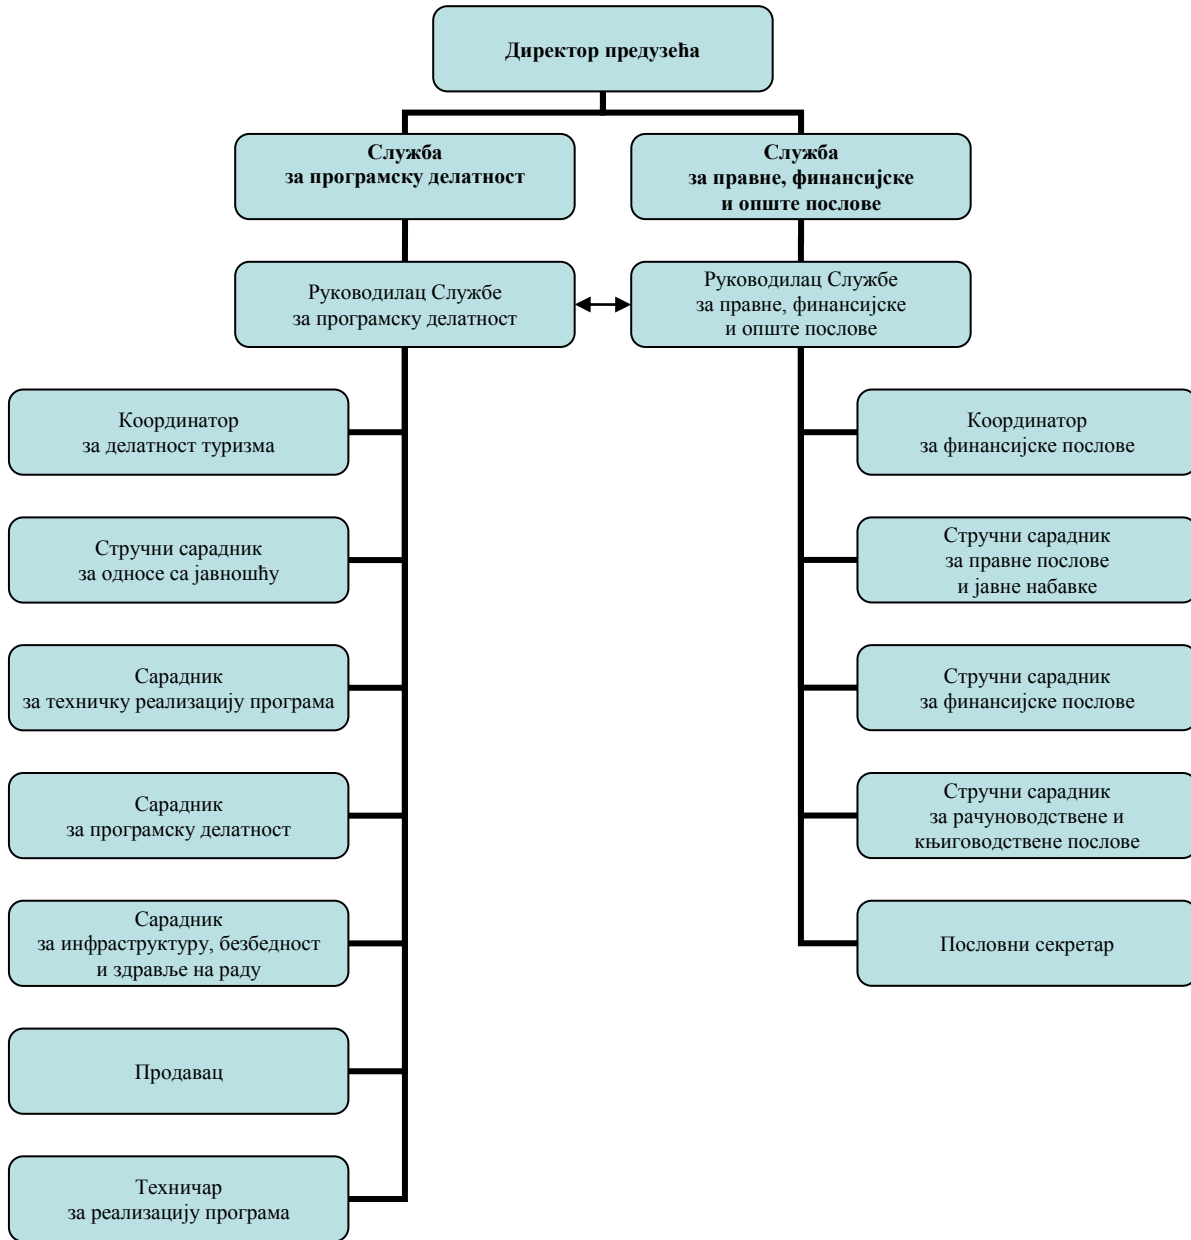 Директор предузећа
Служба
за програмску делатност
Служба
за правне, финансијске
и опште послове
Руководилац Службе
за програмску делатност
Руководилац Службе
за правне, финансијске
и опште послове
Координатор
за делатност туризма
Координатор
за финансијске послове
Стручни сарадник
за односе са јавношћу
Стручни сарадник
за правне послове
и јавне набавке
Сарадник
за техничку реализацију програма
Стручни сарадник
за финансијске послове
Сарадник
за програмску делатност
Стручни сарадник
за рачуноводствене и
књиговодствене послове
Сарадник
за инфраструктуру, безбедност
и здравље на раду
Пословни секретар
Продавац
Техничар
за реализацију програма